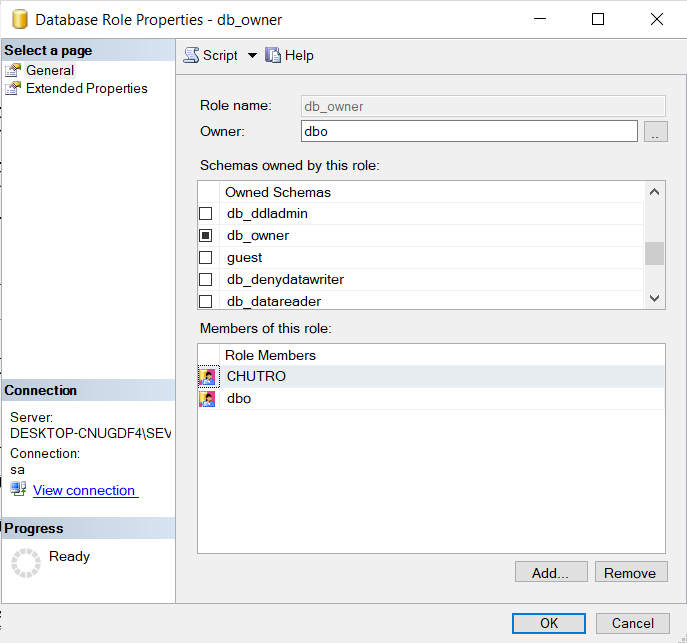 Database Role Properties - db_owner
Select a page
General
Extended Properties
Script
Help
Role name:
db_owner
Owner:
dbo
..
Schemas owned by this role:
Owned Schemas
db_ddladmin
db_owner
guest
db_denydatawriter
db_datareader
Members of this role:
Role Members
CHUTRO
dbo
Add...
Remove
Connection
Server:
DESKTOP-CNUGDF4\SEV
Connection:
sa
View connection
Progress
Ready
OK
Cancel